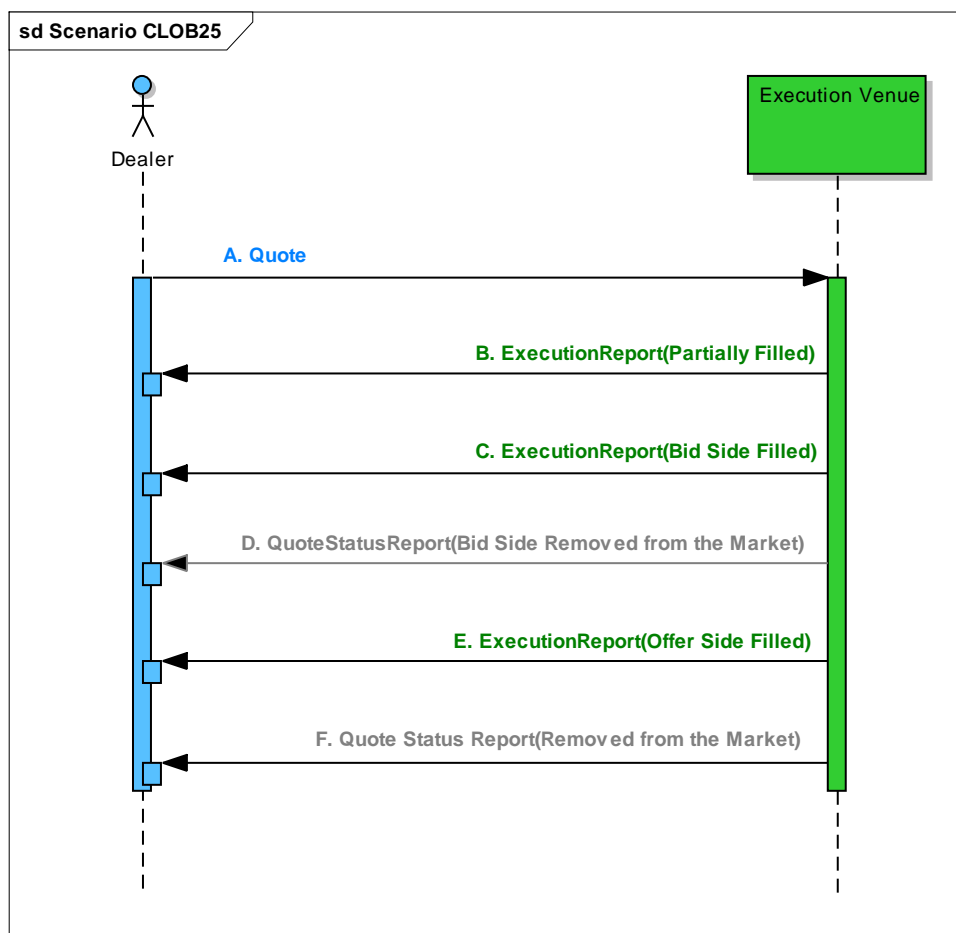 sd Scenario CLOB25
Execution Venue
Dealer
A. Quote
B. ExecutionReport(Partially Filled)
C. ExecutionReport(Bid Side Filled)
D. QuoteStatusReport(Bid Side Removed from the Market)
E. ExecutionReport(Offer Side Filled)
F. Quote Status Report(Removed from the Market)